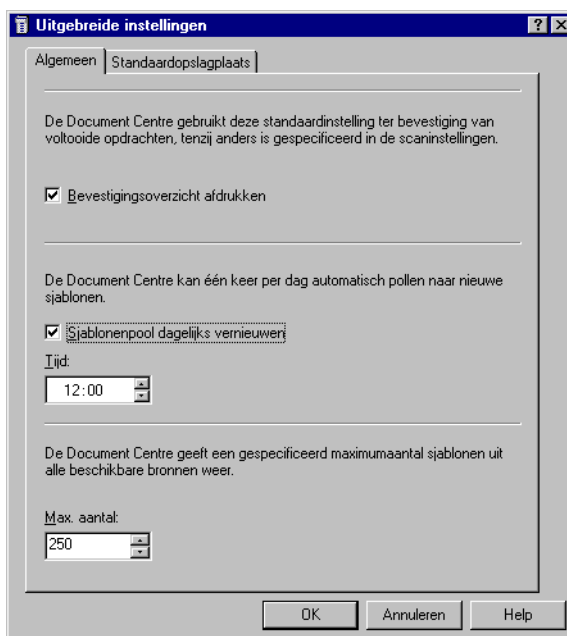 Uitgebreide instellingen
Algemeen
Standaardopslagplaats
De Document Centre gebruikt deze standaardinstelling ter bevestiging van
voltooide opdrachten, tenzij anders is gespecificeerd in de scaninstellingen.
Bevestigingsoverzicht afdrukken
De Document Centre kan één keer per dag automatisch pollen naar nieuwe
sjablonen.
Sjablonenpool dagelijks vernieuwen
Tijd:
12:00
De Document Centre geeft een gespecificeerd maximumaantal sjablonen uit
alle beschikbare bronnen weer.
Max. aantal:
250
OK
Annuleren
Help